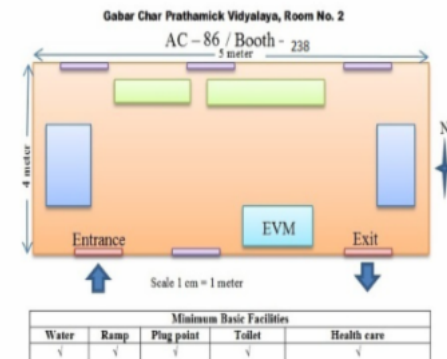 Gabar Char Prathamick Vidyalaya, Room No. 2
AC – 86 / Booth - 238
5 meter
4 meter
N
EVM
Entrance
Exit
Scale 1 cm = 1 meter
Minimum Basic Facilities
Water Ramp Plug point Toilet Health care
√ √ √ √ √